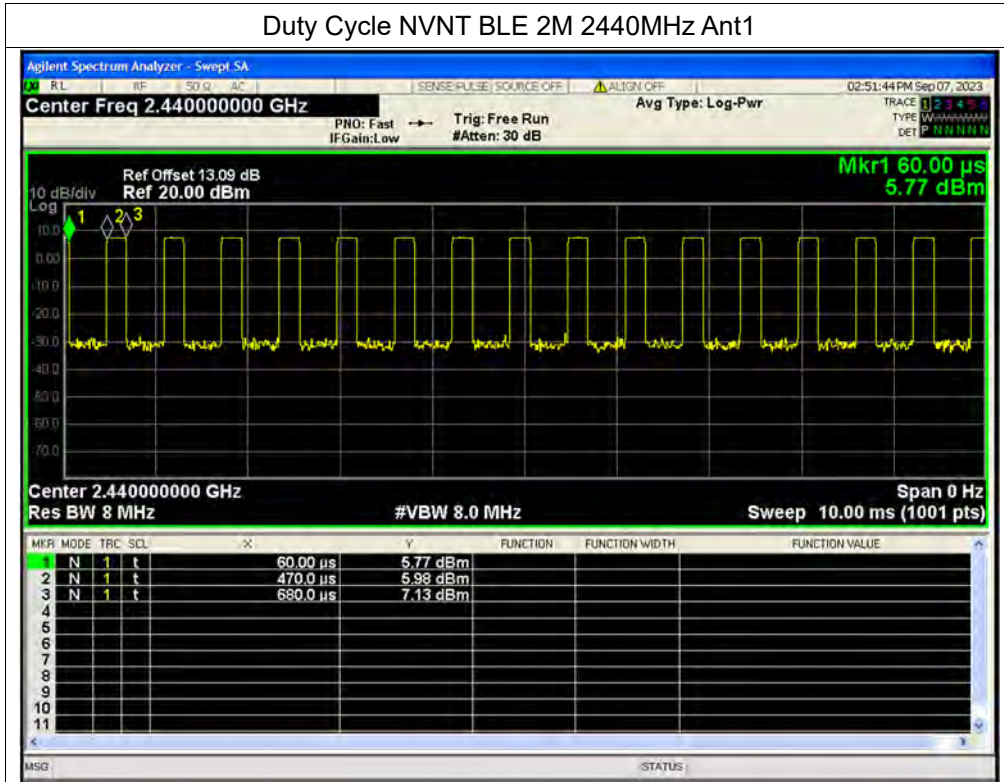 Duty Cycle NVNT BLE 2M 2440MHz Ant1
Agilent Spectrum Analyzer - Swept SA
LXI RL RF 50 Ω AC SENSE:PULSE SOURCE OFF ALIGN OFF 02:51:44 PM Sep 07, 2023
Center Freq 2.440000000 GHz
PNO: Fast
IFGain:Low
Trig: Free Run
#Atten: 30 dB
Avg Type: Log-Pwr
TRACE 1 2 3 4 5 6
TYPE W
DET P N N N N N
Mkr1 60.00 µs
5.77 dBm
Ref Offset 13.09 dB
10 dB/div Ref 20.00 dBm
Log
1 2 3
10.0
0.00
-10.0
-20.0
-30.0
-40.0
-50.0
-60.0
-70.0
Center 2.440000000 GHz Span 0 Hz
Res BW 8 MHz #VBW 8.0 MHz Sweep 10.00 ms (1001 pts)
MKR MODE TRC SCL X Y FUNCTION FUNCTION WIDTH FUNCTION VALUE
1 N 1 t 60.00 µs 5.77 dBm
2 N 1 t 470.0 µs 5.98 dBm
3 N 1 t 680.0 µs 7.13 dBm
4
5
6
7
8
9
10
11
MSG STATUS